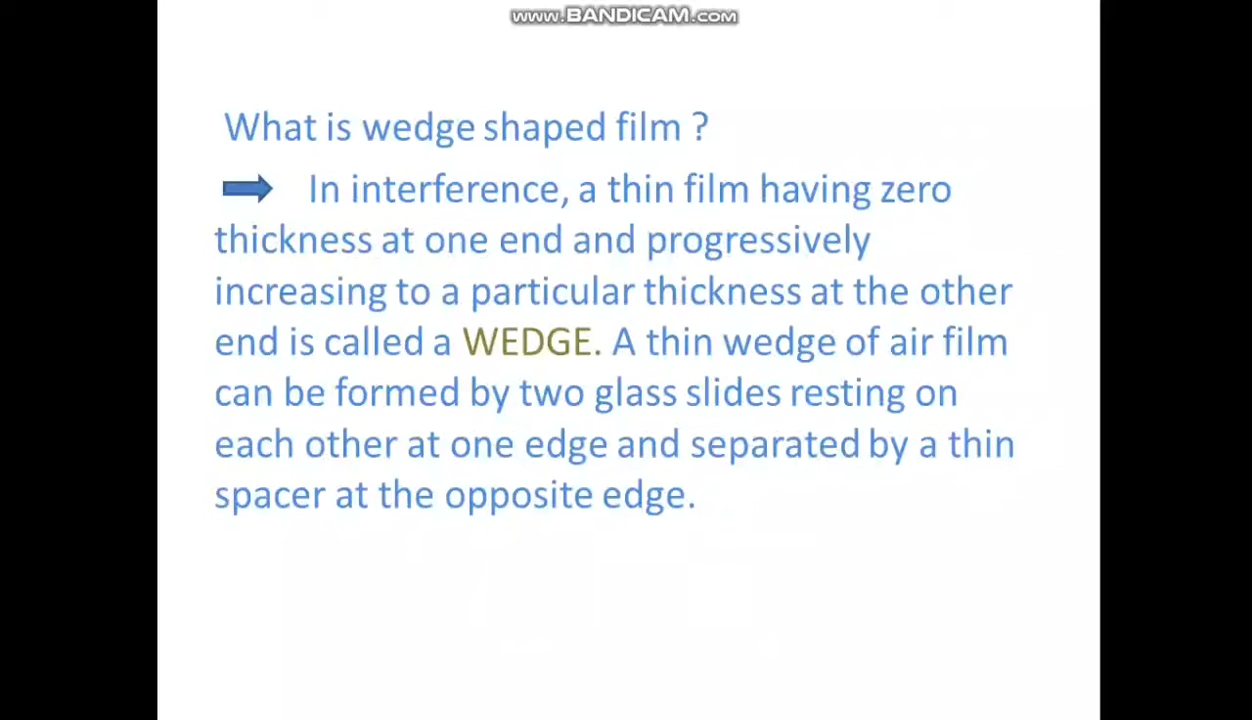 www.BANDICAM.com
What is wedge shaped film ?
In interference, a thin film having zero
thickness at one end and progressively
increasing to a particular thickness at the other
end is called a WEDGE. A thin wedge of air film
can be formed by two glass slides resting on
each other at one edge and separated by a thin
spacer at the opposite edge.